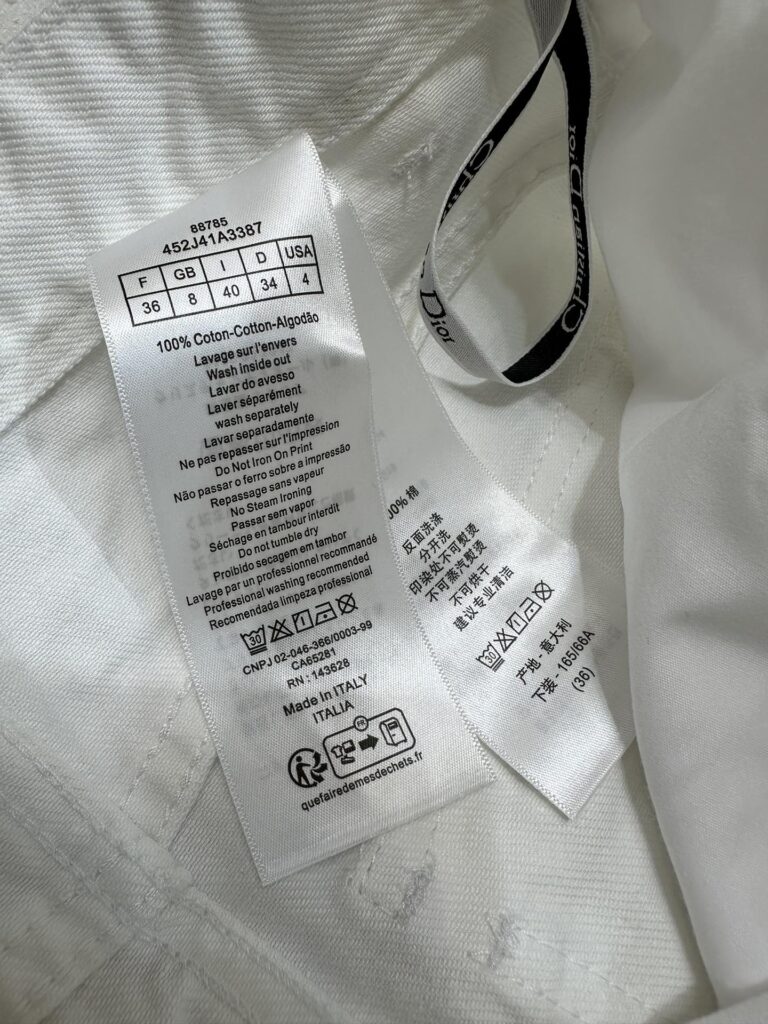 88785
452J41A3387
F GB I D USA
36 8 40 34 4
100% Coton-Cotton-Algodão
Lavage sur l'envers
Wash inside out
Lavar do avesso
Laver séparément
wash separately
Lavar separadamente
Ne pas repasser sur l'impression
Do Not Iron On Print
Não passar o ferro sobre a impressão
Repassage sans vapeur
No Steam Ironing
Passar sem vapor
Séchage en tambour interdit
Do not tumble dry
Proibido secagem em tambor
Lavage par un professionnel recommandé
Professional washing recommended
Recomendada limpeza professional
30
CNPJ 02-046-366/0003-99
CA65281
RN : 143628
Made In ITALY
ITALIA
FR
quefairedemesdechets.fr
00% 棉
反面洗涤
分开洗
印染处不可熨烫
不可蒸汽熨烫
不可烘干
建议专业清洁
30
产地 - 意大利
下装 - 165/66A
(36)
Dior